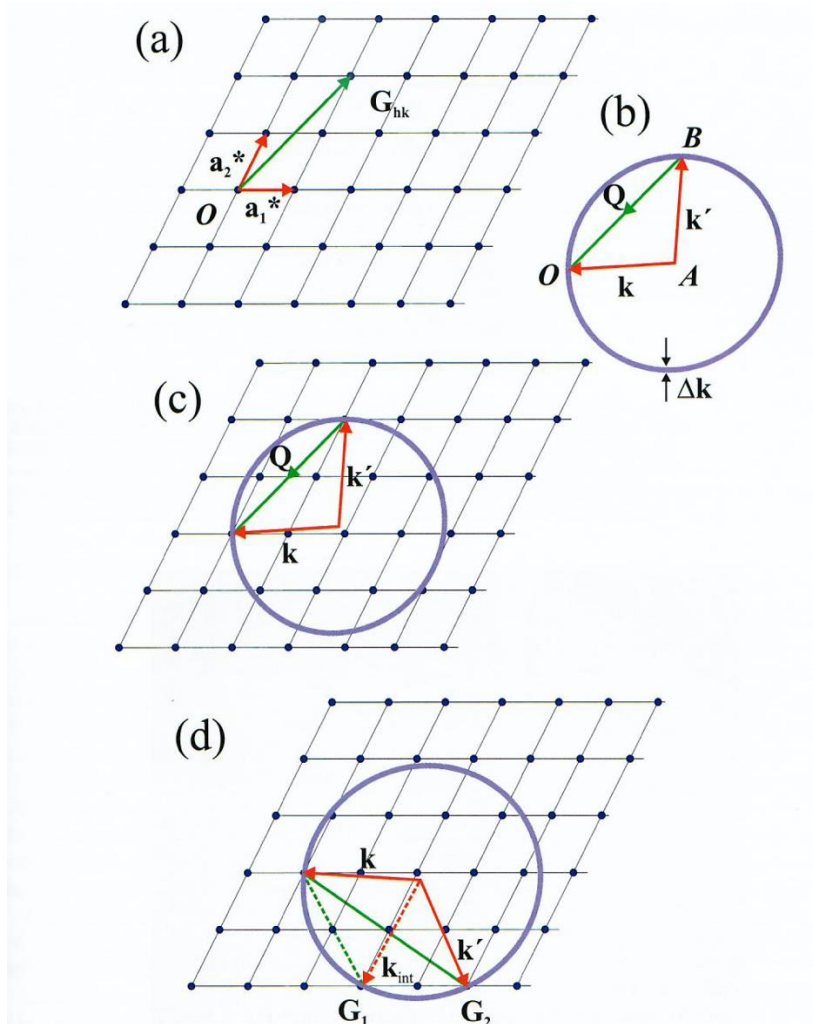 (a)
G_hk
a₂*
O
a₁*
(b)
B
Q
k′
O
k
A
Δk
(c)
Q
k′
k
(d)
k
k′
k_int
G₁
G₂